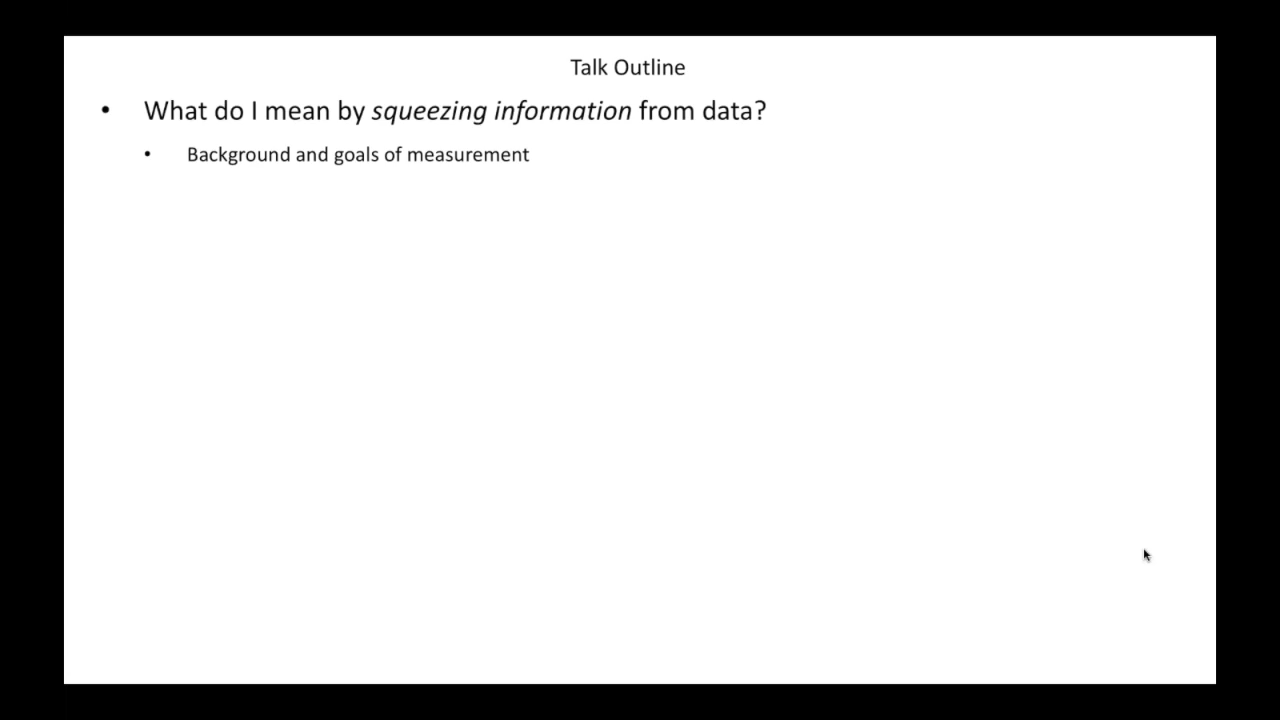 Talk Outline
• What do I mean by squeezing information from data?
• Background and goals of measurement